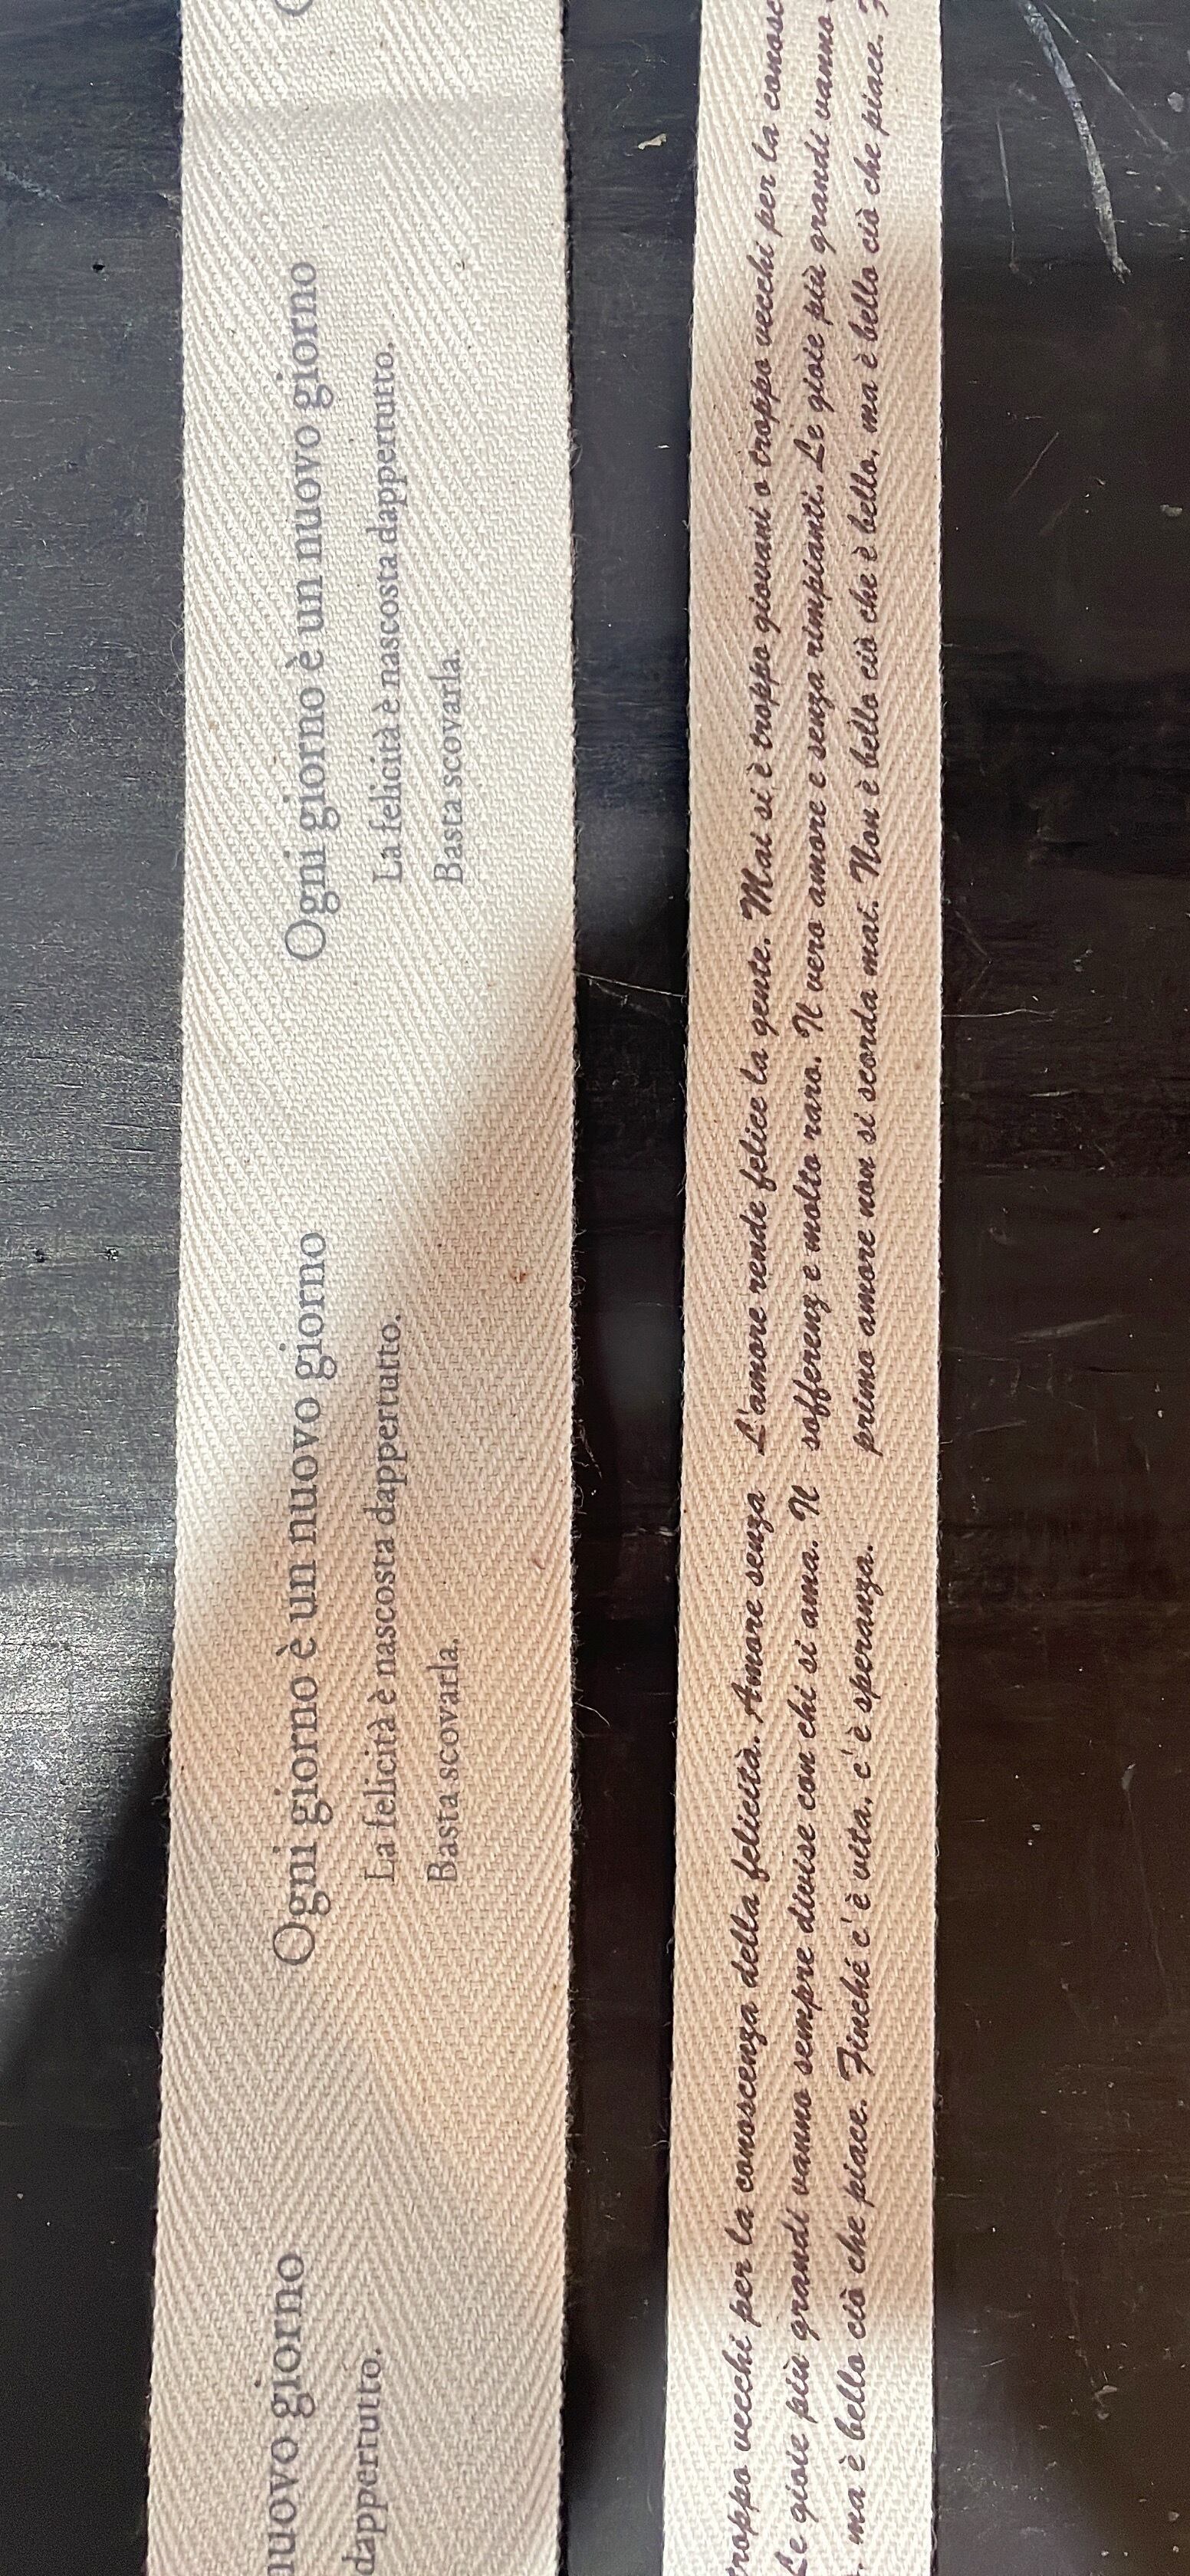 nuovo giorno
dappertutto.
Ogni giorno è un nuovo giorno
La felicità è nascosta dappertutto.
Basta scovarla.
Ogni giorno è un nuovo giorno
La felicità è nascosta dappertutto.
Basta scovarla.
troppo vecchi per la conoscenza della felicità. Amore senza
Le gioie più grandi vanno sempre divise con chi si ama. Il
, ma è bello ciò che piace. Finché c'è vita, c'è speranza.
L'amore rende felice la gente. Mai si è troppo giovani o troppo vecchi per la conosc
sofferenz e molto raro. Il vero amore e senza rimpianti. Le gioie più grandi vanno
primo amore non si scorda mai. Non è bello ciò che è bello, ma è bello ciò che piace.